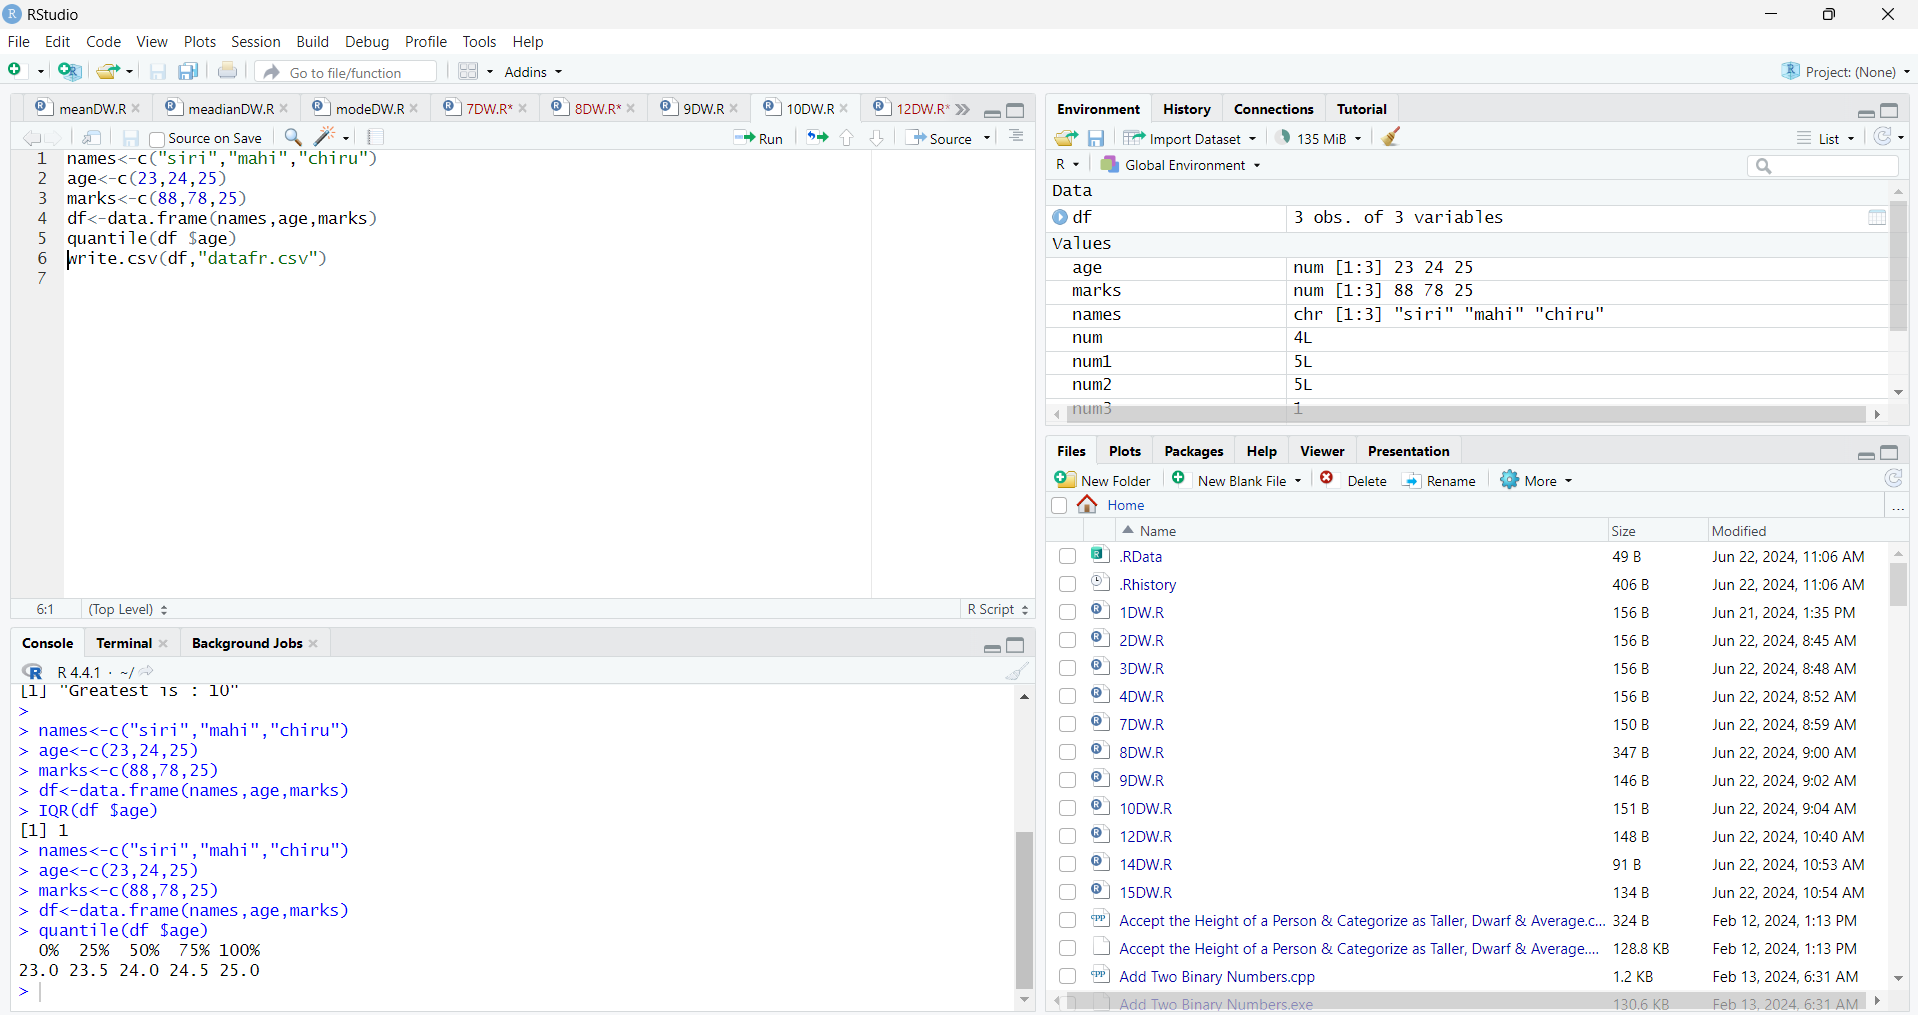 RStudio
File Edit Code View Plots Session Build Debug Profile Tools Help
Go to file/function Addins Project: (None)
meanDW.R meadianDW.R modeDW.R 7DW.R* 8DW.R* 9DW.R 10DW.R 12DW.R*
Source on Save Run Source
1 names<-c("siri","mahi","chiru")
2 age<-c(23,24,25)
3 marks<-c(88,78,25)
4 df<-data.frame(names,age,marks)
5 quantile(df $age)
6 write.csv(df,"datafr.csv")
7
6:1 (Top Level) R Script
Console Terminal Background Jobs
R 4.4.1 · ~/
[1] "Greatest is : 10"
>
> names<-c("siri","mahi","chiru")
> age<-c(23,24,25)
> marks<-c(88,78,25)
> df<-data.frame(names,age,marks)
> IQR(df $age)
[1] 1
> names<-c("siri","mahi","chiru")
> age<-c(23,24,25)
> marks<-c(88,78,25)
> df<-data.frame(names,age,marks)
> quantile(df $age)
0% 25% 50% 75% 100%
23.0 23.5 24.0 24.5 25.0
>
Environment History Connections Tutorial
Import Dataset 135 MiB List
R Global Environment
Data
df 3 obs. of 3 variables
Values
age num [1:3] 23 24 25
marks num [1:3] 88 78 25
names chr [1:3] "siri" "mahi" "chiru"
num 4L
num1 5L
num2 5L
num3 1
Files Plots Packages Help Viewer Presentation
New Folder New Blank File Delete Rename More
Home ...
Name Size Modified
.RData 49 B Jun 22, 2024, 11:06 AM
.Rhistory 406 B Jun 22, 2024, 11:06 AM
1DW.R 156 B Jun 21, 2024, 1:35 PM
2DW.R 156 B Jun 22, 2024, 8:45 AM
3DW.R 156 B Jun 22, 2024, 8:48 AM
4DW.R 156 B Jun 22, 2024, 8:52 AM
7DW.R 150 B Jun 22, 2024, 8:59 AM
8DW.R 347 B Jun 22, 2024, 9:00 AM
9DW.R 146 B Jun 22, 2024, 9:02 AM
10DW.R 151 B Jun 22, 2024, 9:04 AM
12DW.R 148 B Jun 22, 2024, 10:40 AM
14DW.R 91 B Jun 22, 2024, 10:53 AM
15DW.R 134 B Jun 22, 2024, 10:54 AM
Accept the Height of a Person & Categorize as Taller, Dwarf & Average.c... 324 B Feb 12, 2024, 1:13 PM
Accept the Height of a Person & Categorize as Taller, Dwarf & Average.... 128.8 KB Feb 12, 2024, 1:13 PM
Add Two Binary Numbers.cpp 1.2 KB Feb 13, 2024, 6:31 AM
Add Two Binary Numbers.exe 130.6 KB Feb 13, 2024, 6:31 AM